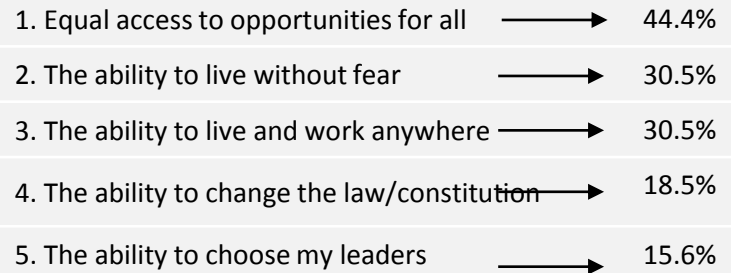 1. Equal access to opportunities for all 44.4%
2. The ability to live without fear 30.5%
3. The ability to live and work anywhere 30.5%
4. The ability to change the law/constitution 18.5%
5. The ability to choose my leaders 15.6%